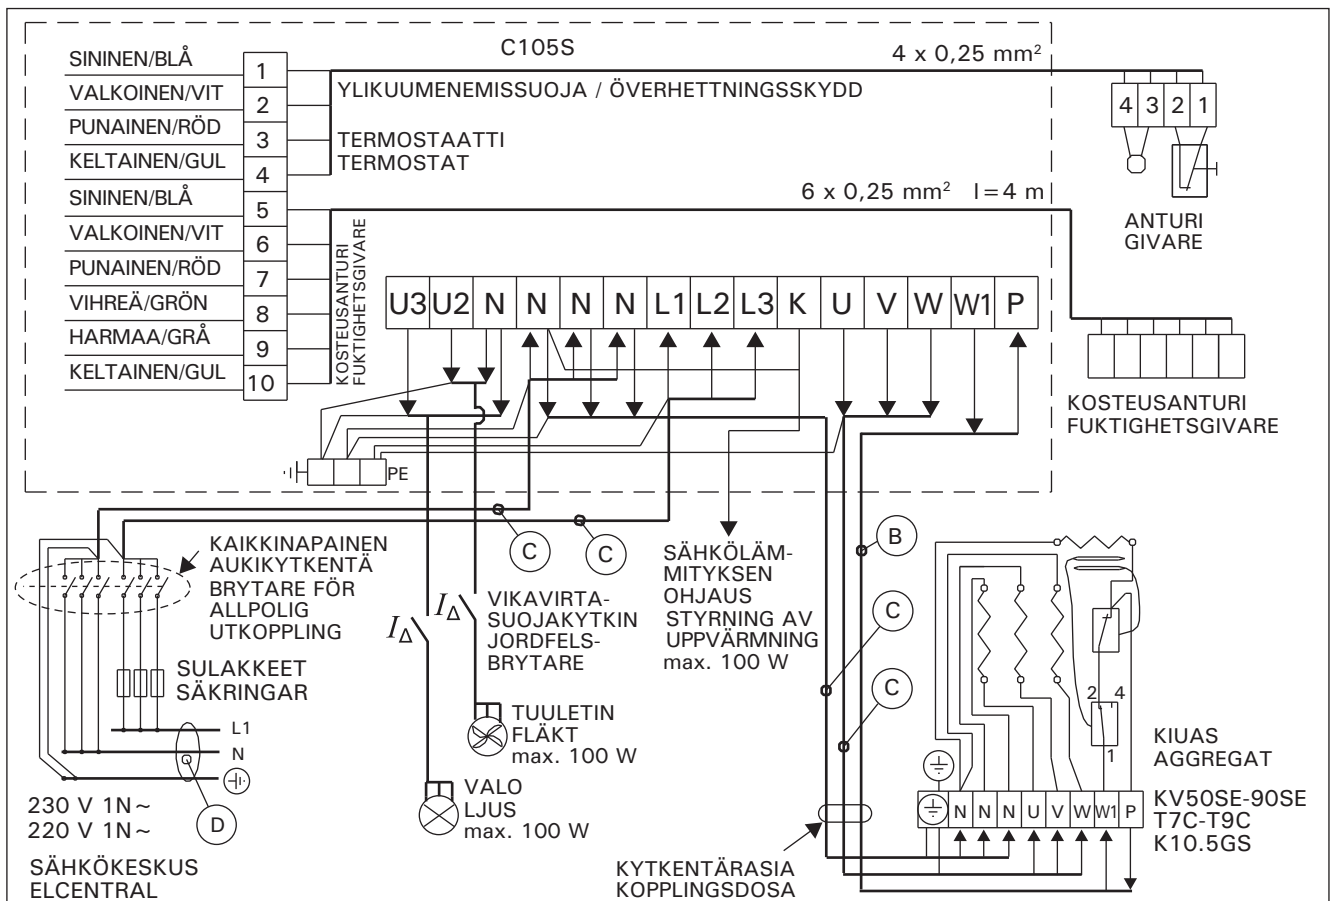 C105S
4 x 0,25 mm²
SININEN/BLÅ
1
VALKOINEN/VIT
2
PUNAINEN/RÖD
3
KELTAINEN/GUL
4
SININEN/BLÅ
5
VALKOINEN/VIT
6
PUNAINEN/RÖD
7
VIHREÄ/GRÖN
8
HARMAA/GRÅ
9
KELTAINEN/GUL
10
YLIKUUMENEMISSUOJA / ÖVERHETTNINGSSKYDD
TERMOSTAATTI
TERMOSTAT
4 3 2 1
ANTURI
GIVARE
6 x 0,25 mm² l=4 m
KOSTEUSANTURI
FUKTIGHETSGIVARE
U3 U2 N N N N L1 L2 L3 K U V W W1 P
KOSTEUSANTURI
FUKTIGHETSGIVARE
PE
C
C
B
C
C
KAIKKINAPAINEN
AUKIKYTKENTÄ
BRYTARE FÖR
ALLPOLIG
UTKOPPLING
SULAKKEET
SÄKRINGAR
L1
N
D
230 V 1N~
220 V 1N~
SÄHKÖKESKUS
ELCENTRAL
I∆
I∆
VIKAVIRTA-
SUOJAKYTKIN
JORDFELS-
BRYTARE
TUULETIN
FLÄKT
max. 100 W
VALO
LJUS
max. 100 W
SÄHKÖLÄM-
MITYKSEN
OHJAUS
STYRNING AV
UPPVÄRMNING
max. 100 W
KYTKENTÄRASIA
KOPPLINGSDOSA
2 4
1
N N N U V W W1 P
KIUAS
AGGREGAT
KV50SE-90SE
T7C-T9C
K10.5GS